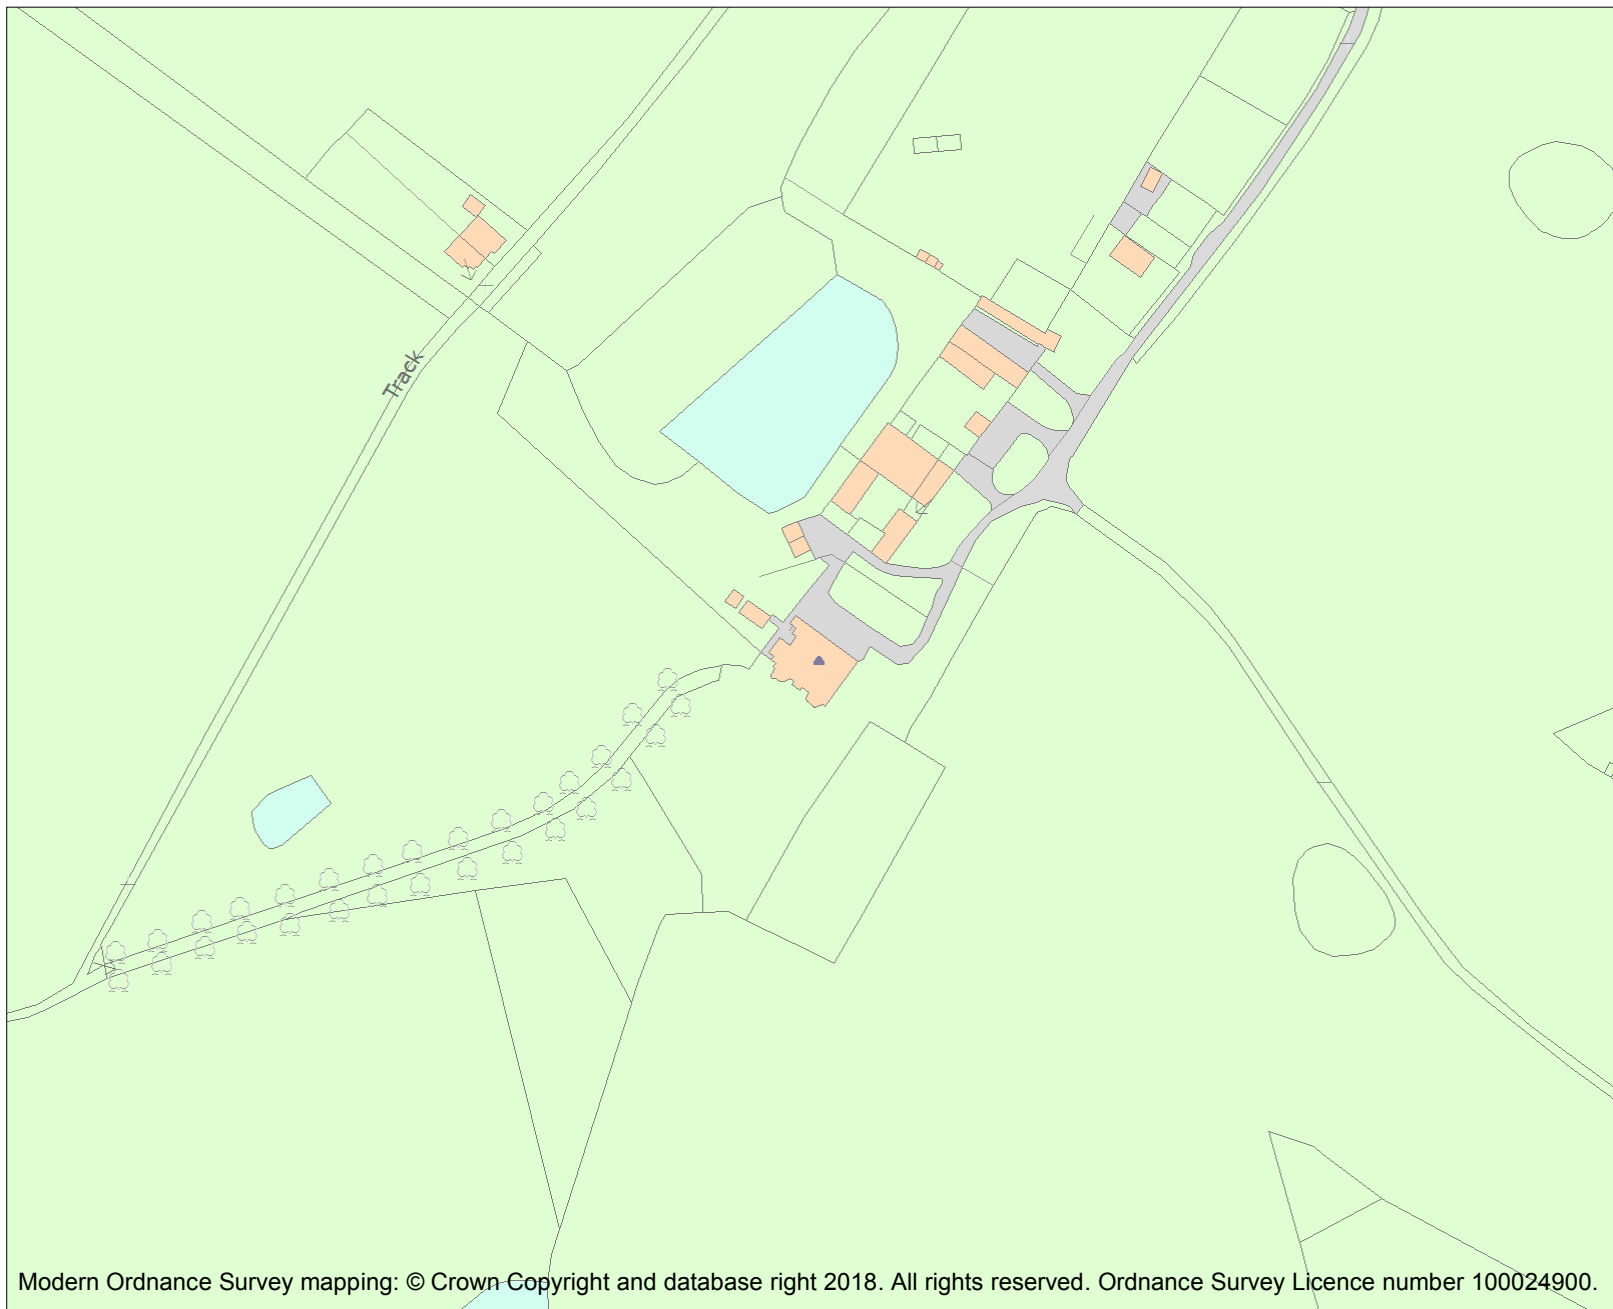 Track
Modern Ordnance Survey mapping: © Crown Copyright and database right 2018. All rights reserved. Ordnance Survey Licence number 100024900.